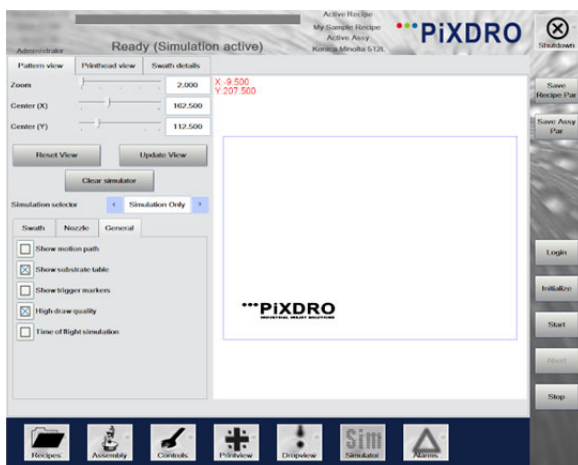 Active Recipe
My Sample Recipe
Active Assy
Konica Minolta 512L
PiXDRO
Administrator
Ready (Simulation active)
Shutdown
Pattern view Printhead view Swath details
Zoom 2.000
Center (X) 162.500
Center (Y) 112.500
Reset View Update View
Clear simulator
Simulation selector < Simulation Only >
Swath Nozzle General
Show motion path
Show substrate table
Show trigger markers
High draw quality
Time of flight simulation
X:-9.500
Y:207.500
PiXDRO
INDUSTRIAL INKJET SOLUTIONS
Save
Recipe Par
Save Assy
Par
Login
Initialize
Start
Abort
Stop
Recipes Assembly Controls Printview Dropview Sim Simulator Alarms